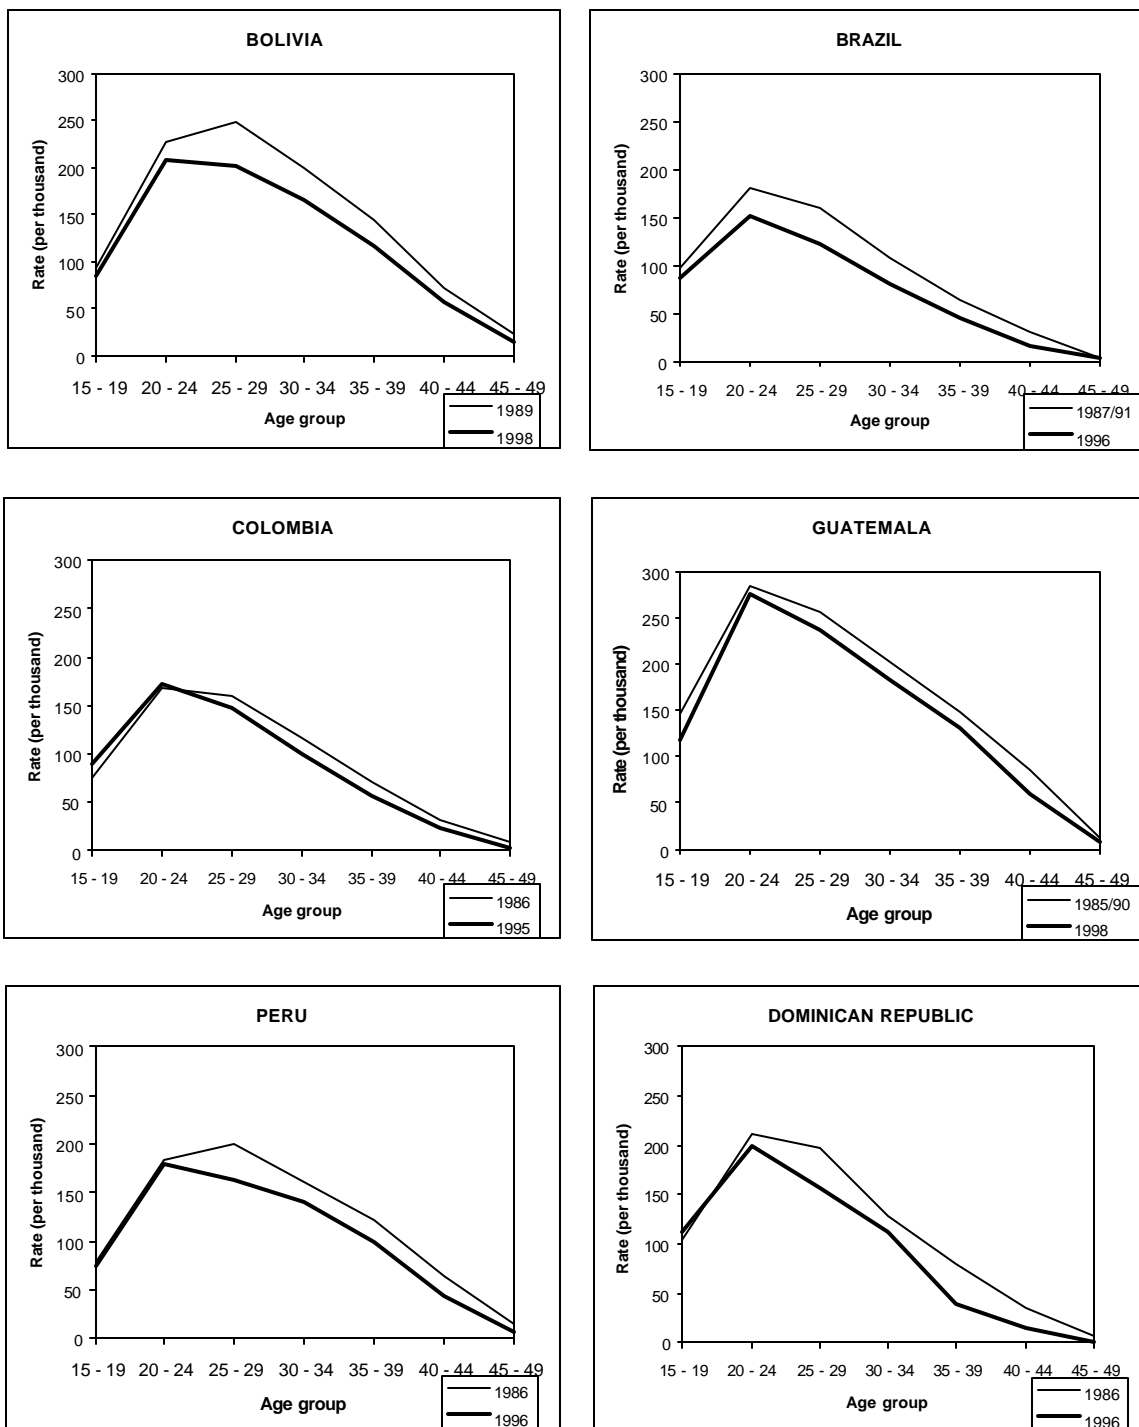 BOLIVIA
Rate (per thousand)
300
250
200
150
100
50
0
15 - 19 20 - 24 25 - 29 30 - 34 35 - 39 40 - 44 45 - 49
Age group
1989
1998
BRAZIL
Rate (per thousand)
300
250
200
150
100
50
0
15 - 19 20 - 24 25 - 29 30 - 34 35 - 39 40 - 44 45 - 49
Age group
1987/91
1996
COLOMBIA
Rate (per thousand)
300
250
200
150
100
50
0
15 - 19 20 - 24 25 - 29 30 - 34 35 - 39 40 - 44 45 - 49
Age group
1986
1995
GUATEMALA
Rate (per thousand)
300
250
200
150
100
50
0
15 - 19 20 - 24 25 - 29 30 - 34 35 - 39 40 - 44 45 - 49
Age group
1985/90
1998
PERU
Rate (per thousand)
300
250
200
150
100
50
0
15 - 19 20 - 24 25 - 29 30 - 34 35 - 39 40 - 44 45 - 49
Age group
1986
1996
DOMINICAN REPUBLIC
Rate (per thousand)
300
250
200
150
100
50
0
15 - 19 20 - 24 25 - 29 30 - 34 35 - 39 40 - 44 45 - 49
Age group
1986
1996